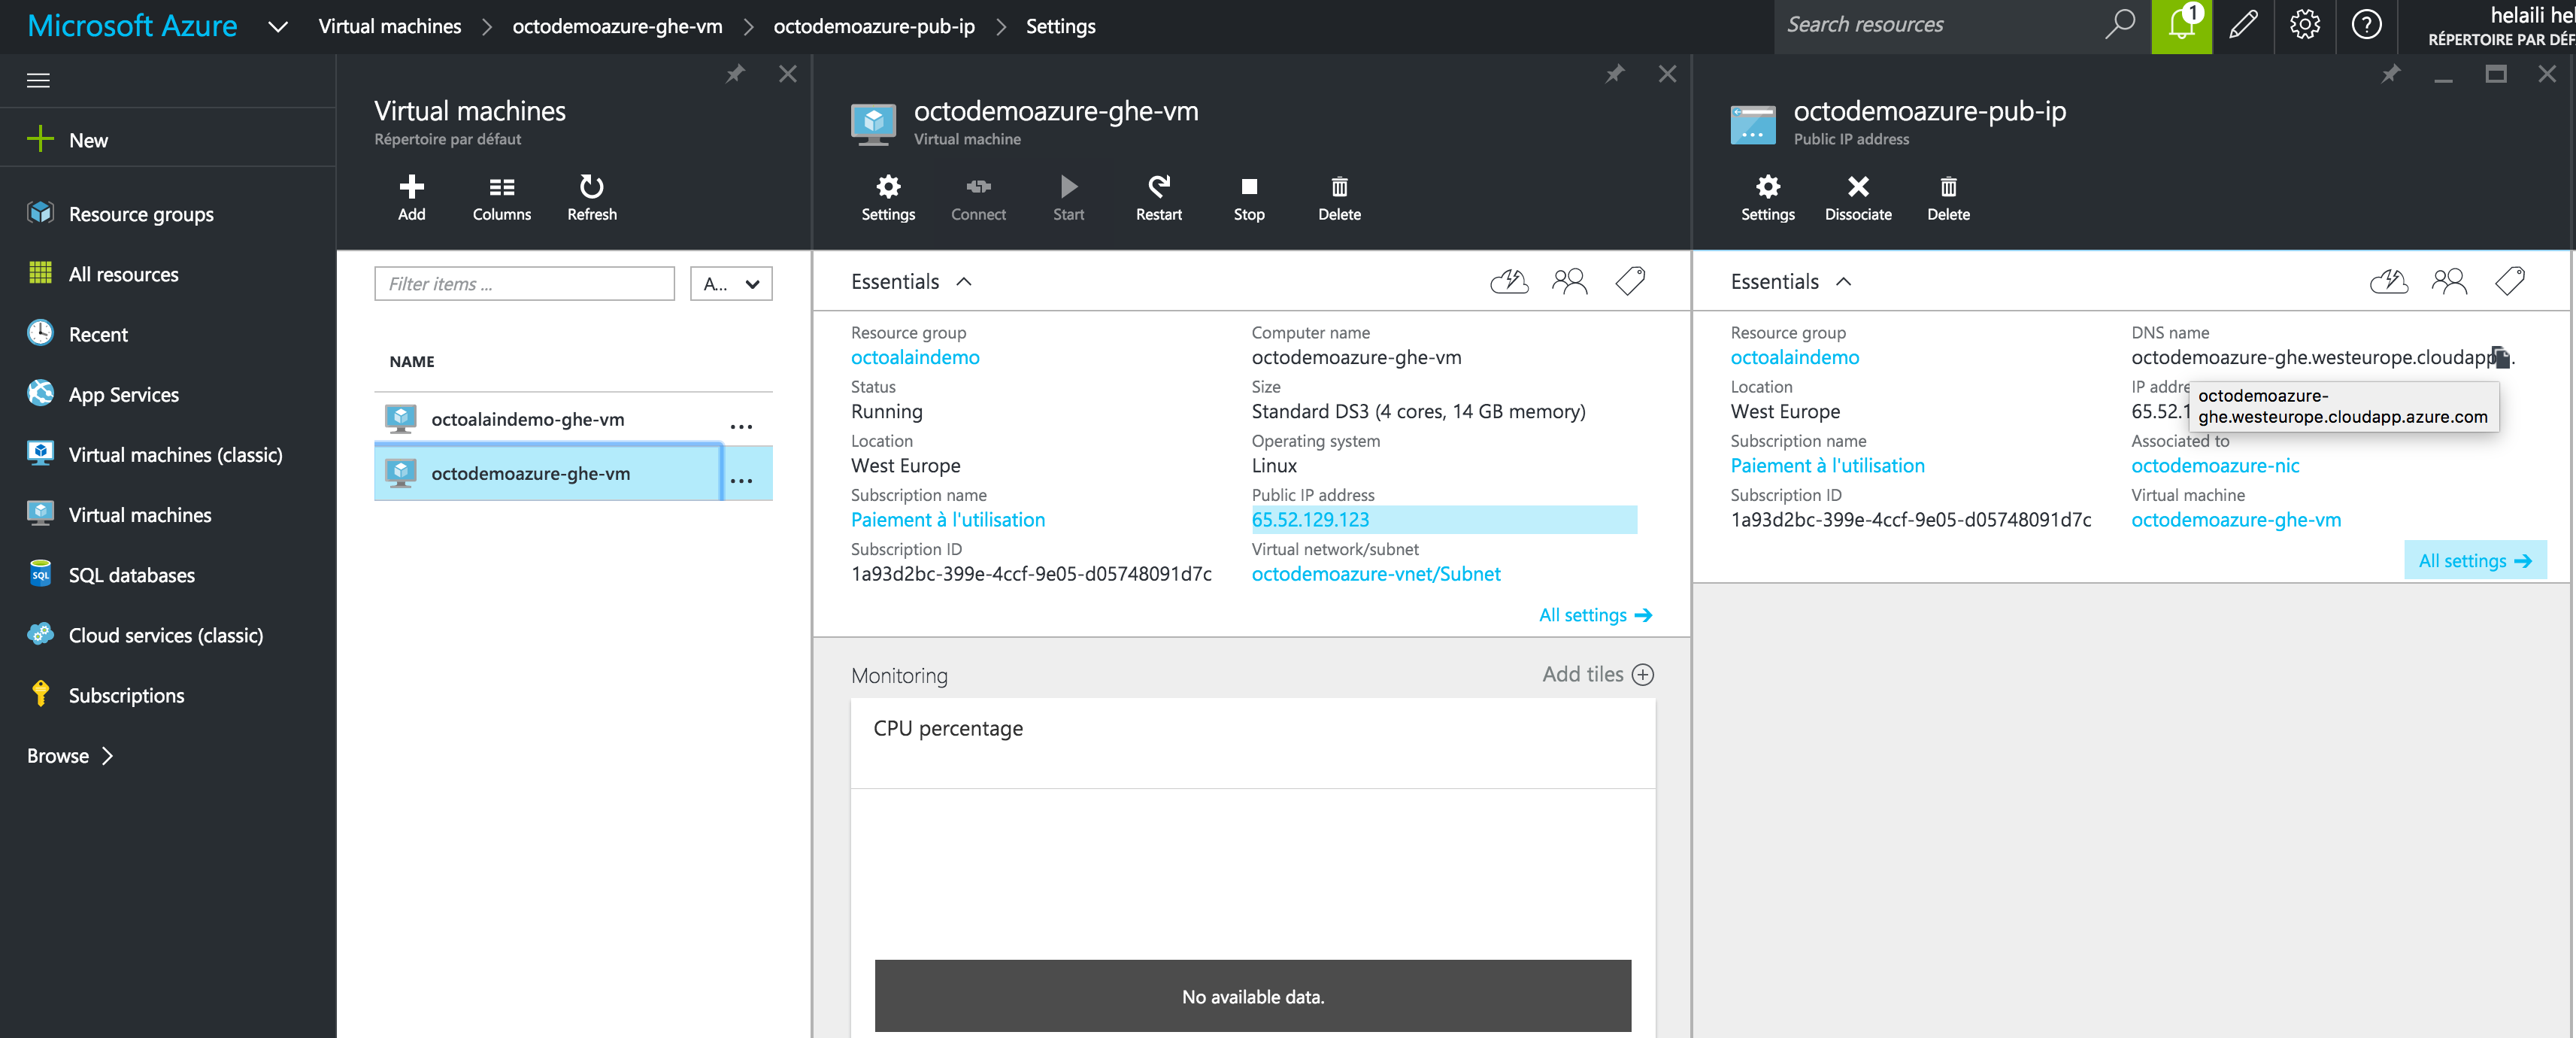 Microsoft Azure
Virtual machines
octodemoazure-ghe-vm
octodemoazure-pub-ip
Settings
Search resources
1
helaili hel
RÉPERTOIRE PAR DÉF
New
Resource groups
All resources
Recent
App Services
Virtual machines (classic)
Virtual machines
SQL
SQL databases
Cloud services (classic)
Subscriptions
Browse
Virtual machines
Répertoire par défaut
Add
Columns
Refresh
Filter items ...
A...
NAME
octoalaindemo-ghe-vm
...
octodemoazure-ghe-vm
...
octodemoazure-ghe-vm
Virtual machine
Settings
Connect
Start
Restart
Stop
Delete
Essentials
Resource group
octoalaindemo
Status
Running
Location
West Europe
Subscription name
Paiement à l'utilisation
Subscription ID
1a93d2bc-399e-4ccf-9e05-d05748091d7c
Computer name
octodemoazure-ghe-vm
Size
Standard DS3 (4 cores, 14 GB memory)
Operating system
Linux
Public IP address
65.52.129.123
Virtual network/subnet
octodemoazure-vnet/Subnet
All settings
Monitoring
Add tiles
CPU percentage
No available data.
octodemoazure-pub-ip
Public IP address
Settings
Dissociate
Delete
Essentials
Resource group
octoalaindemo
Location
West Europe
Subscription name
Paiement à l'utilisation
Subscription ID
1a93d2bc-399e-4ccf-9e05-d05748091d7c
DNS name
octodemoazure-ghe.westeurope.cloudapp.
IP addre
65.52.1
octodemoazure-
ghe.westeurope.cloudapp.azure.com
Associated to
octodemoazure-nic
Virtual machine
octodemoazure-ghe-vm
All settings